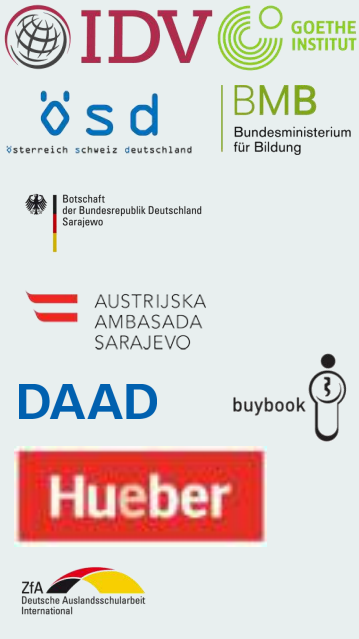 IDV
GOETHE
INSTITUT
ösd
österreich schweiz deutschland
BMB
Bundesministerium
für Bildung
Botschaft
der Bundesrepublik Deutschland
Sarajewo
AUSTRIJSKA
AMBASADA
SARAJEVO
DAAD
buybook
Hueber
ZfA
Deutsche Auslandsschularbeit
International